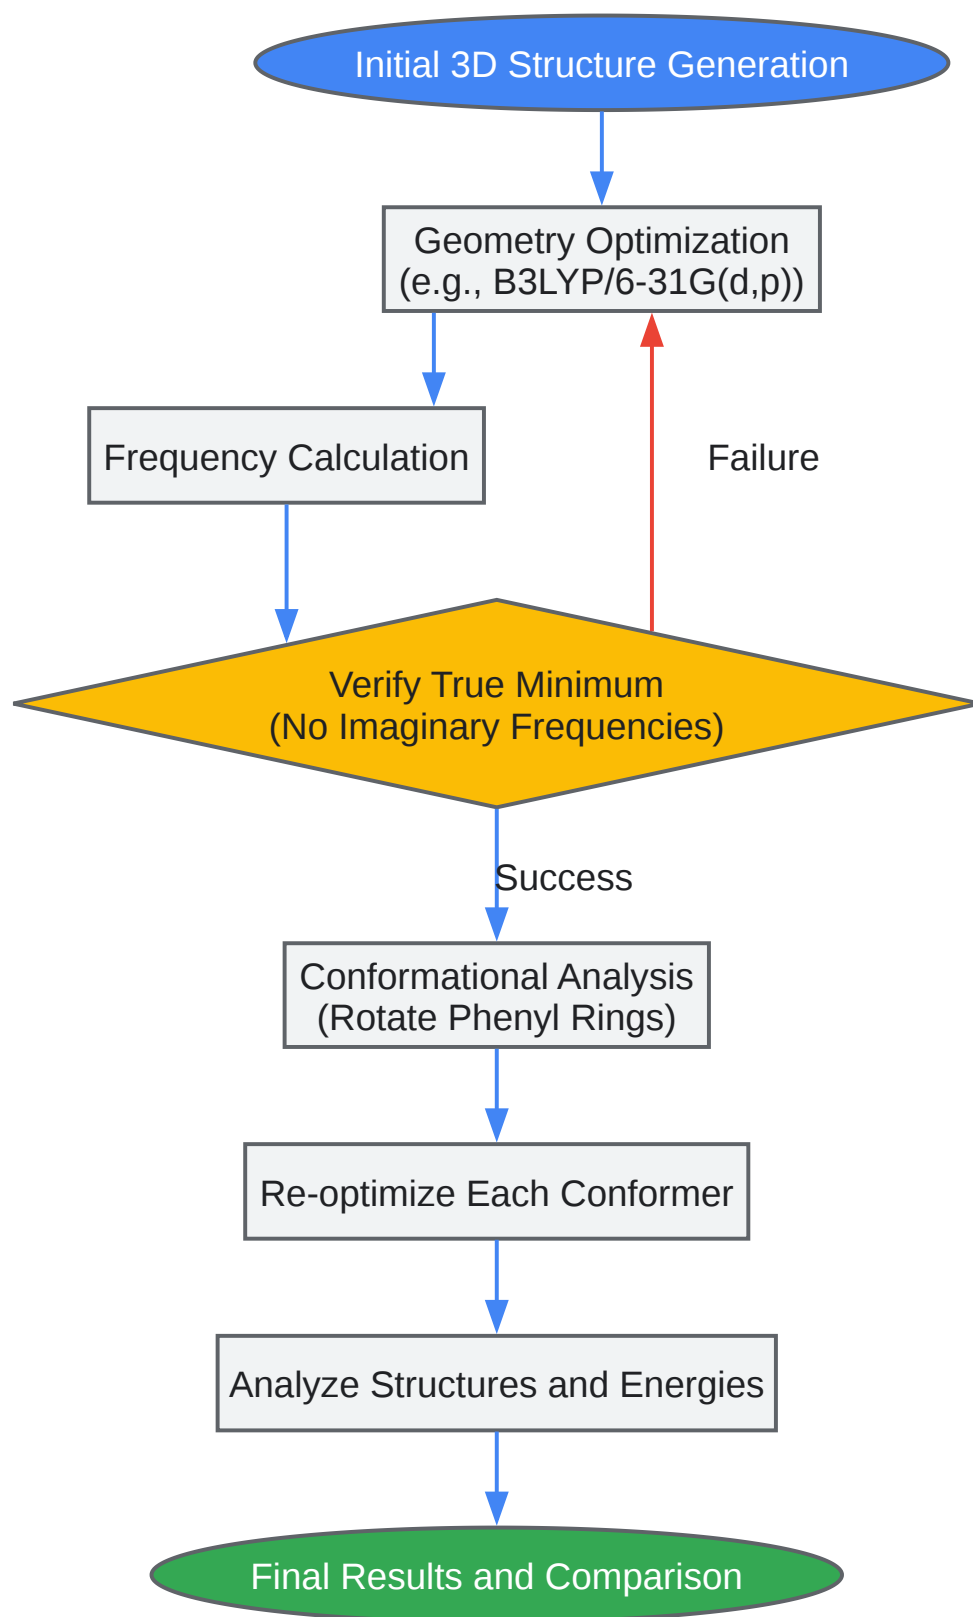 Initial 3D Structure Generation
Geometry Optimization
(e.g., B3LYP/6-31G(d,p))
Frequency Calculation
Failure
Verify True Minimum
(No Imaginary Frequencies)
Success
Conformational Analysis
(Rotate Phenyl Rings)
Re-optimize Each Conformer
Analyze Structures and Energies
Final Results and Comparison